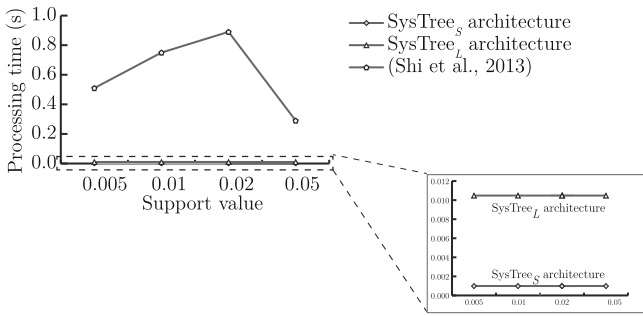 1.0
0.8
0.6
0.4
0.2
0.0
Processing time (s)
0.005 0.01 0.02 0.05
Support value
SysTree_S architecture
SysTree_L architecture
(Shi et al., 2013)
0.012
0.010
0.008
0.006
0.004
0.002
0.000
SysTree_L architecture
SysTree_S architecture
0.005 0.01 0.02 0.05